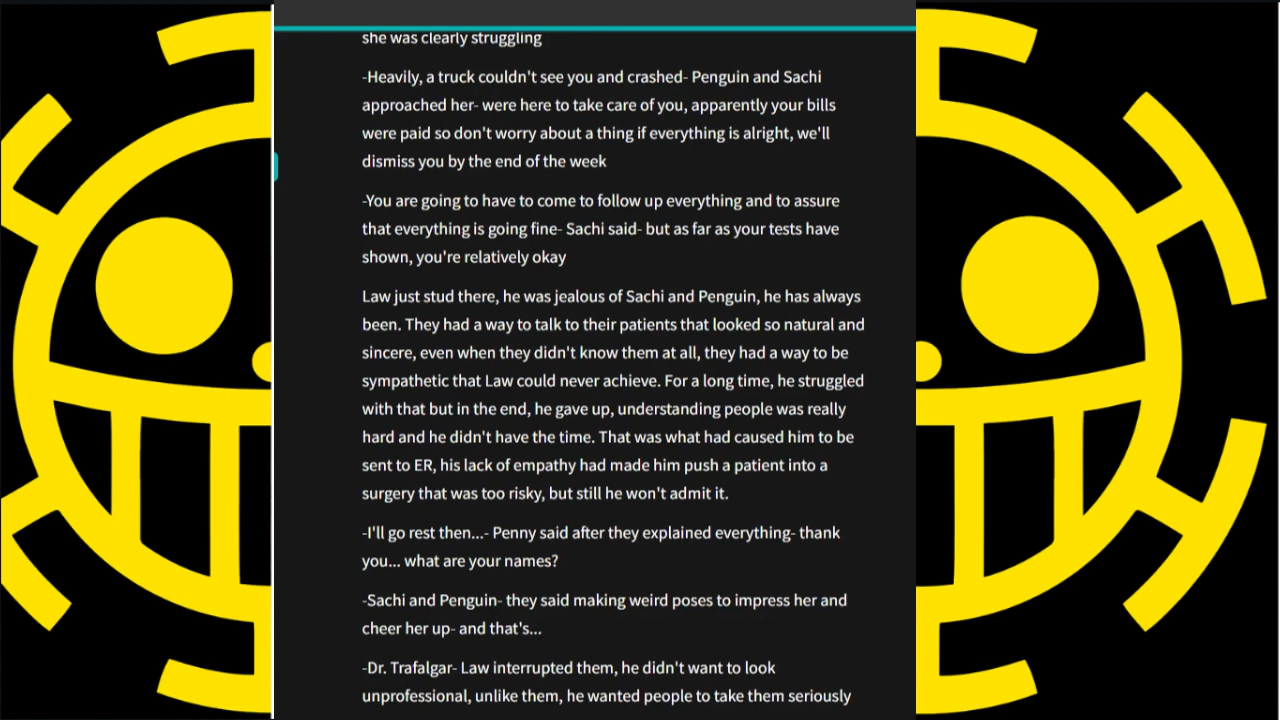 she was clearly struggling
-Heavily, a truck couldn't see you and crashed- Penguin and Sachi
approached her- were here to take care of you, apparently your bills
were paid so don't worry about a thing if everything is alright, we'll
dismiss you by the end of the week
-You are going to have to come to follow up everything and to assure
that everything is going fine- Sachi said- but as far as your tests have
shown, you're relatively okay
Law just stud there, he was jealous of Sachi and Penguin, he has always
been. They had a way to talk to their patients that looked so natural and
sincere, even when they didn't know them at all, they had a way to be
sympathetic that Law could never achieve. For a long time, he struggled
with that but in the end, he gave up, understanding people was really
hard and he didn't have the time. That was what had caused him to be
sent to ER, his lack of empathy had made him push a patient into a
surgery that was too risky, but still he won't admit it.
-I'll go rest then...- Penny said after they explained everything- thank
you... what are your names?
-Sachi and Penguin- they said making weird poses to impress her and
cheer her up- and that's...
-Dr. Trafalgar- Law interrupted them, he didn't want to look
unprofessional, unlike them, he wanted people to take them seriously